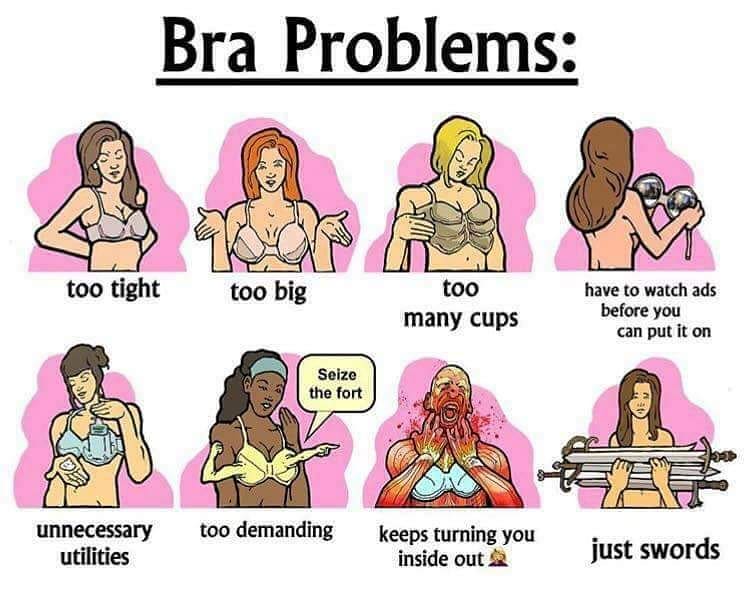 Bra Problems:
too tight
too big
too
many cups
have to watch ads
before you
can put it on
Seize
the fort
unnecessary
utilities
too demanding
keeps turning you
inside out 🤦‍♀️
just swords